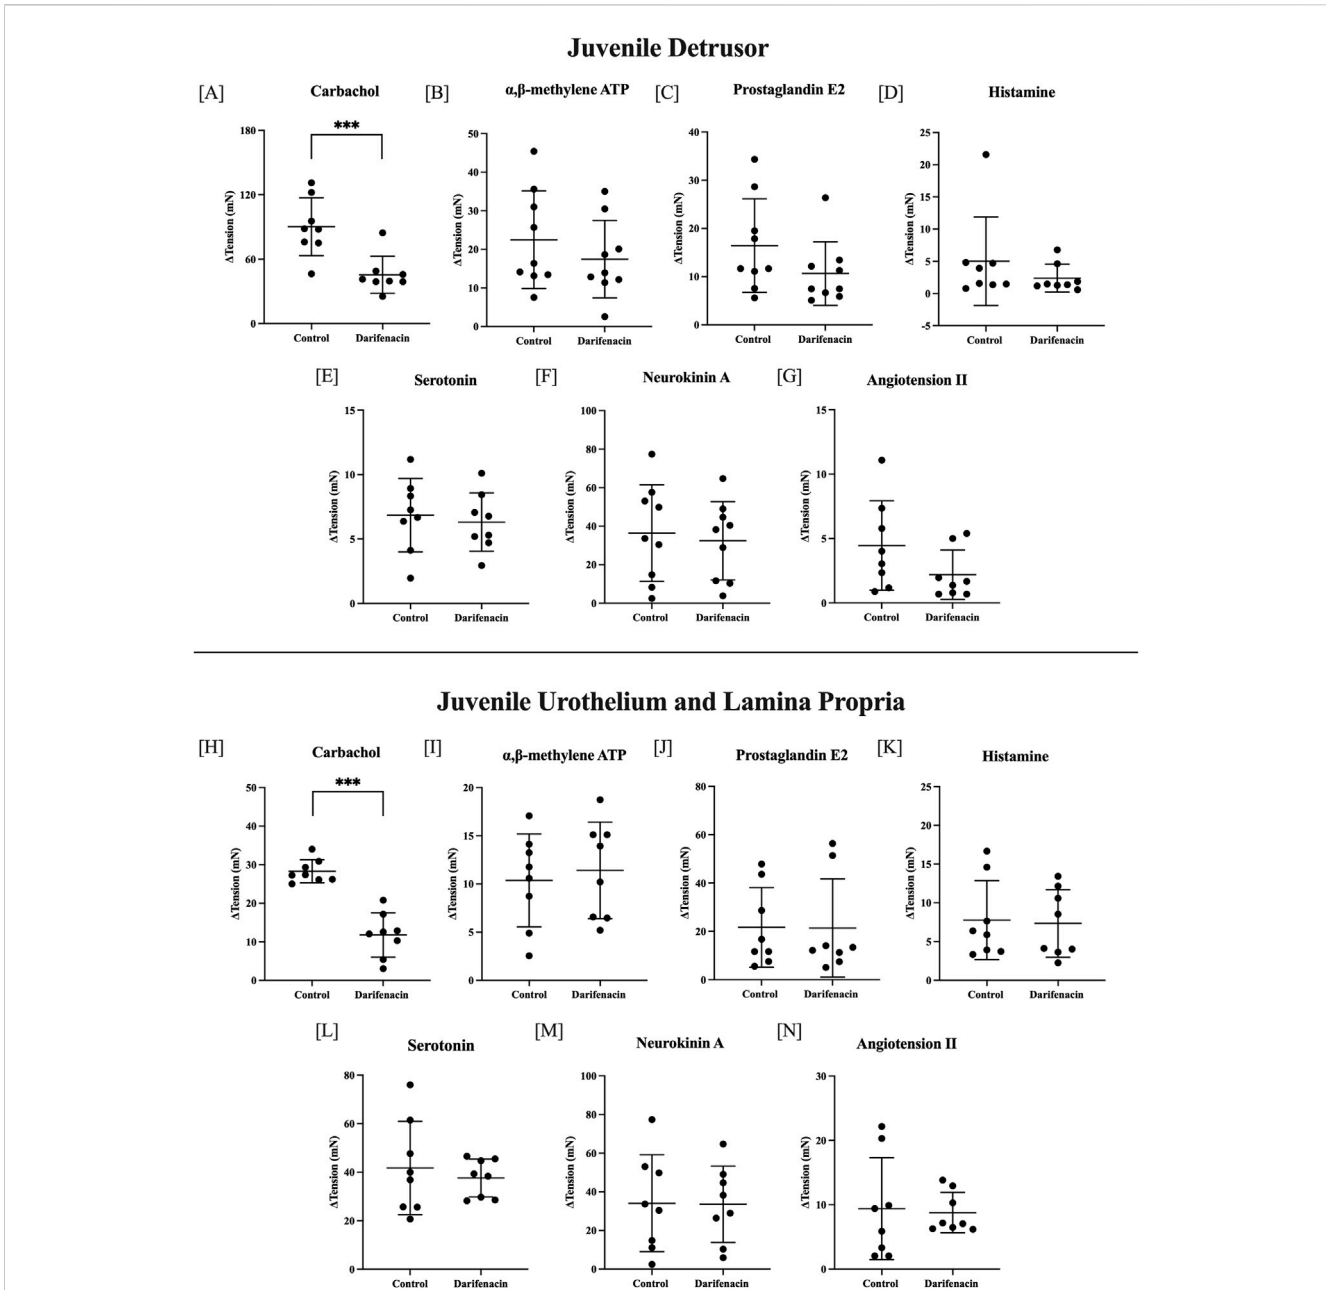 Juvenile Detrusor
[A] Carbachol [B] α,β-methylene ATP [C] Prostaglandin E2 [D] Histamine
***
180
120
60
0
ΔTension (mN)
Control Darifenacin
50
40
30
20
10
0
ΔTension (mN)
Control Darifenacin
40
30
20
10
0
ΔTension (mN)
Control Darifenacin
25
20
15
10
5
0
-5
ΔTension (mN)
Control Darifenacin
[E] Serotonin [F] Neurokinin A [G] Angiotension II
15
10
5
0
ΔTension (mN)
Control Darifenacin
100
80
60
40
20
0
ΔTension (mN)
Control Darifenacin
15
10
5
0
ΔTension (mN)
Control Darifenacin
Juvenile Urothelium and Lamina Propria
[H] Carbachol [I] α,β-methylene ATP [J] Prostaglandin E2 [K] Histamine
***
50
40
30
20
10
0
ΔTension (mN)
Control Darifenacin
20
15
10
5
0
ΔTension (mN)
Control Darifenacin
80
60
40
20
0
ΔTension (mN)
Control Darifenacin
25
20
15
10
5
0
ΔTension (mN)
Control Darifenacin
[L] Serotonin [M] Neurokinin A [N] Angiotension II
80
60
40
20
0
ΔTension (mN)
Control Darifenacin
100
80
60
40
20
0
ΔTension (mN)
Control Darifenacin
30
20
10
0
ΔTension (mN)
Control Darifenacin